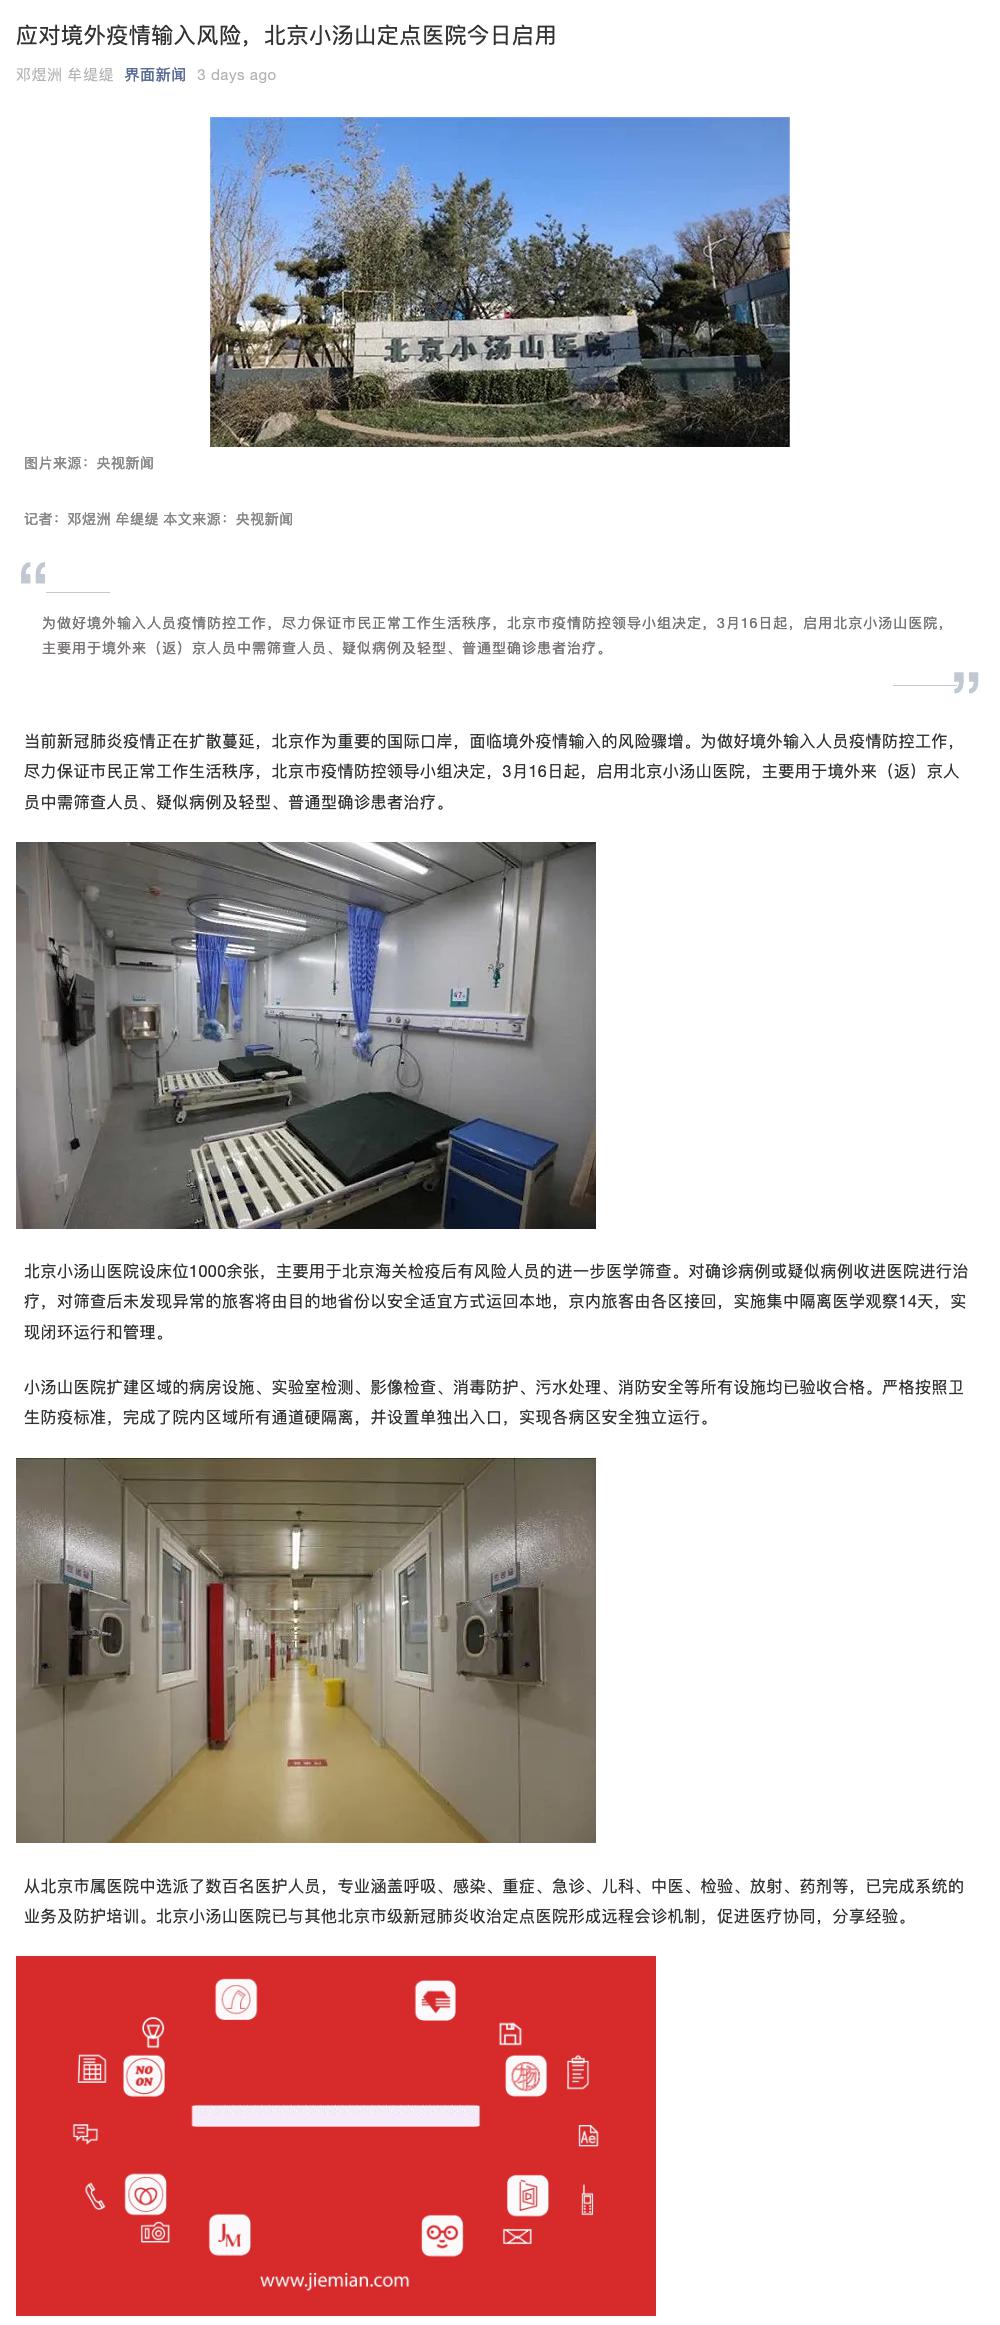 应对境外疫情输入风险，北京小汤山定点医院今日启用
邓煜洲 牟缇缇 界面新闻 3 days ago
北京小汤山医院
图片来源：央视新闻
记者：邓煜洲 牟缇缇 本文来源：央视新闻
为做好境外输入人员疫情防控工作，尽力保证市民正常工作生活秩序，北京市疫情防控领导小组决定，3月16日起，启用北京小汤山医院，
主要用于境外来（返）京人员中需筛查人员、疑似病例及轻型、普通型确诊患者治疗。
当前新冠肺炎疫情正在扩散蔓延，北京作为重要的国际口岸，面临境外疫情输入的风险骤增。为做好境外输入人员疫情防控工作，
尽力保证市民正常工作生活秩序，北京市疫情防控领导小组决定，3月16日起，启用北京小汤山医院，主要用于境外来（返）京人
员中需筛查人员、疑似病例及轻型、普通型确诊患者治疗。
北京小汤山医院设床位1000余张，主要用于北京海关检疫后有风险人员的进一步医学筛查。对确诊病例或疑似病例收进医院进行治
疗，对筛查后未发现异常的旅客将由目的地省份以安全适宜方式运回本地，京内旅客由各区接回，实施集中隔离医学观察14天，实
现闭环运行和管理。
小汤山医院扩建区域的病房设施、实验室检测、影像检查、消毒防护、污水处理、消防安全等所有设施均已验收合格。严格按照卫
生防疫标准，完成了院内区域所有通道硬隔离，并设置单独出入口，实现各病区安全独立运行。
从北京市属医院中选派了数百名医护人员，专业涵盖呼吸、感染、重症、急诊、儿科、中医、检验、放射、药剂等，已完成系统的
业务及防护培训。北京小汤山医院已与其他北京市级新冠肺炎收治定点医院形成远程会诊机制，促进医疗协同，分享经验。
NO
ON
物
Ae
JM
www.jiemian.com